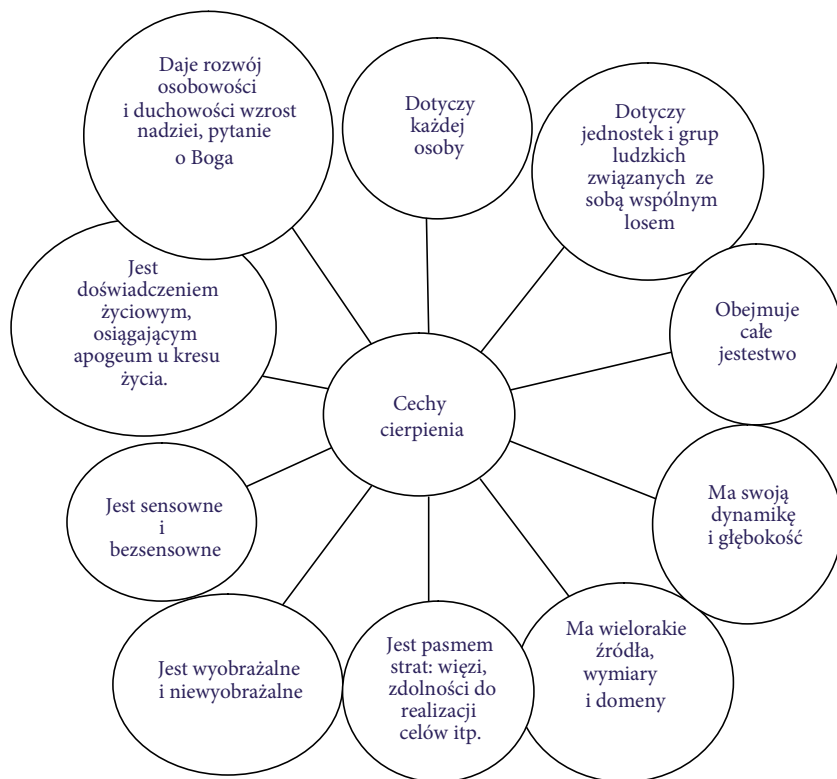 Daje rozwój
osobowości
i duchowości wzrost
nadziei, pytanie
o Boga
Dotyczy
każdej
osoby
Dotyczy
jednostek i grup
ludzkich
związanych ze
sobą wspólnym
losem
Jest
doświadczeniem
życiowym,
osiągającym
apogeum u kresu
życia.
Obejmuje
całe
jestestwo
Cechy
cierpienia
Jest sensowne
i
bezsensowne
Ma swoją
dynamikę
i głębokość
Jest wyobrażalne
i niewyobrażalne
Jest pasmem
strat: więzi,
zdolności do
realizacji
celów itp.
Ma wielorakie
źródła,
wymiary
i domeny